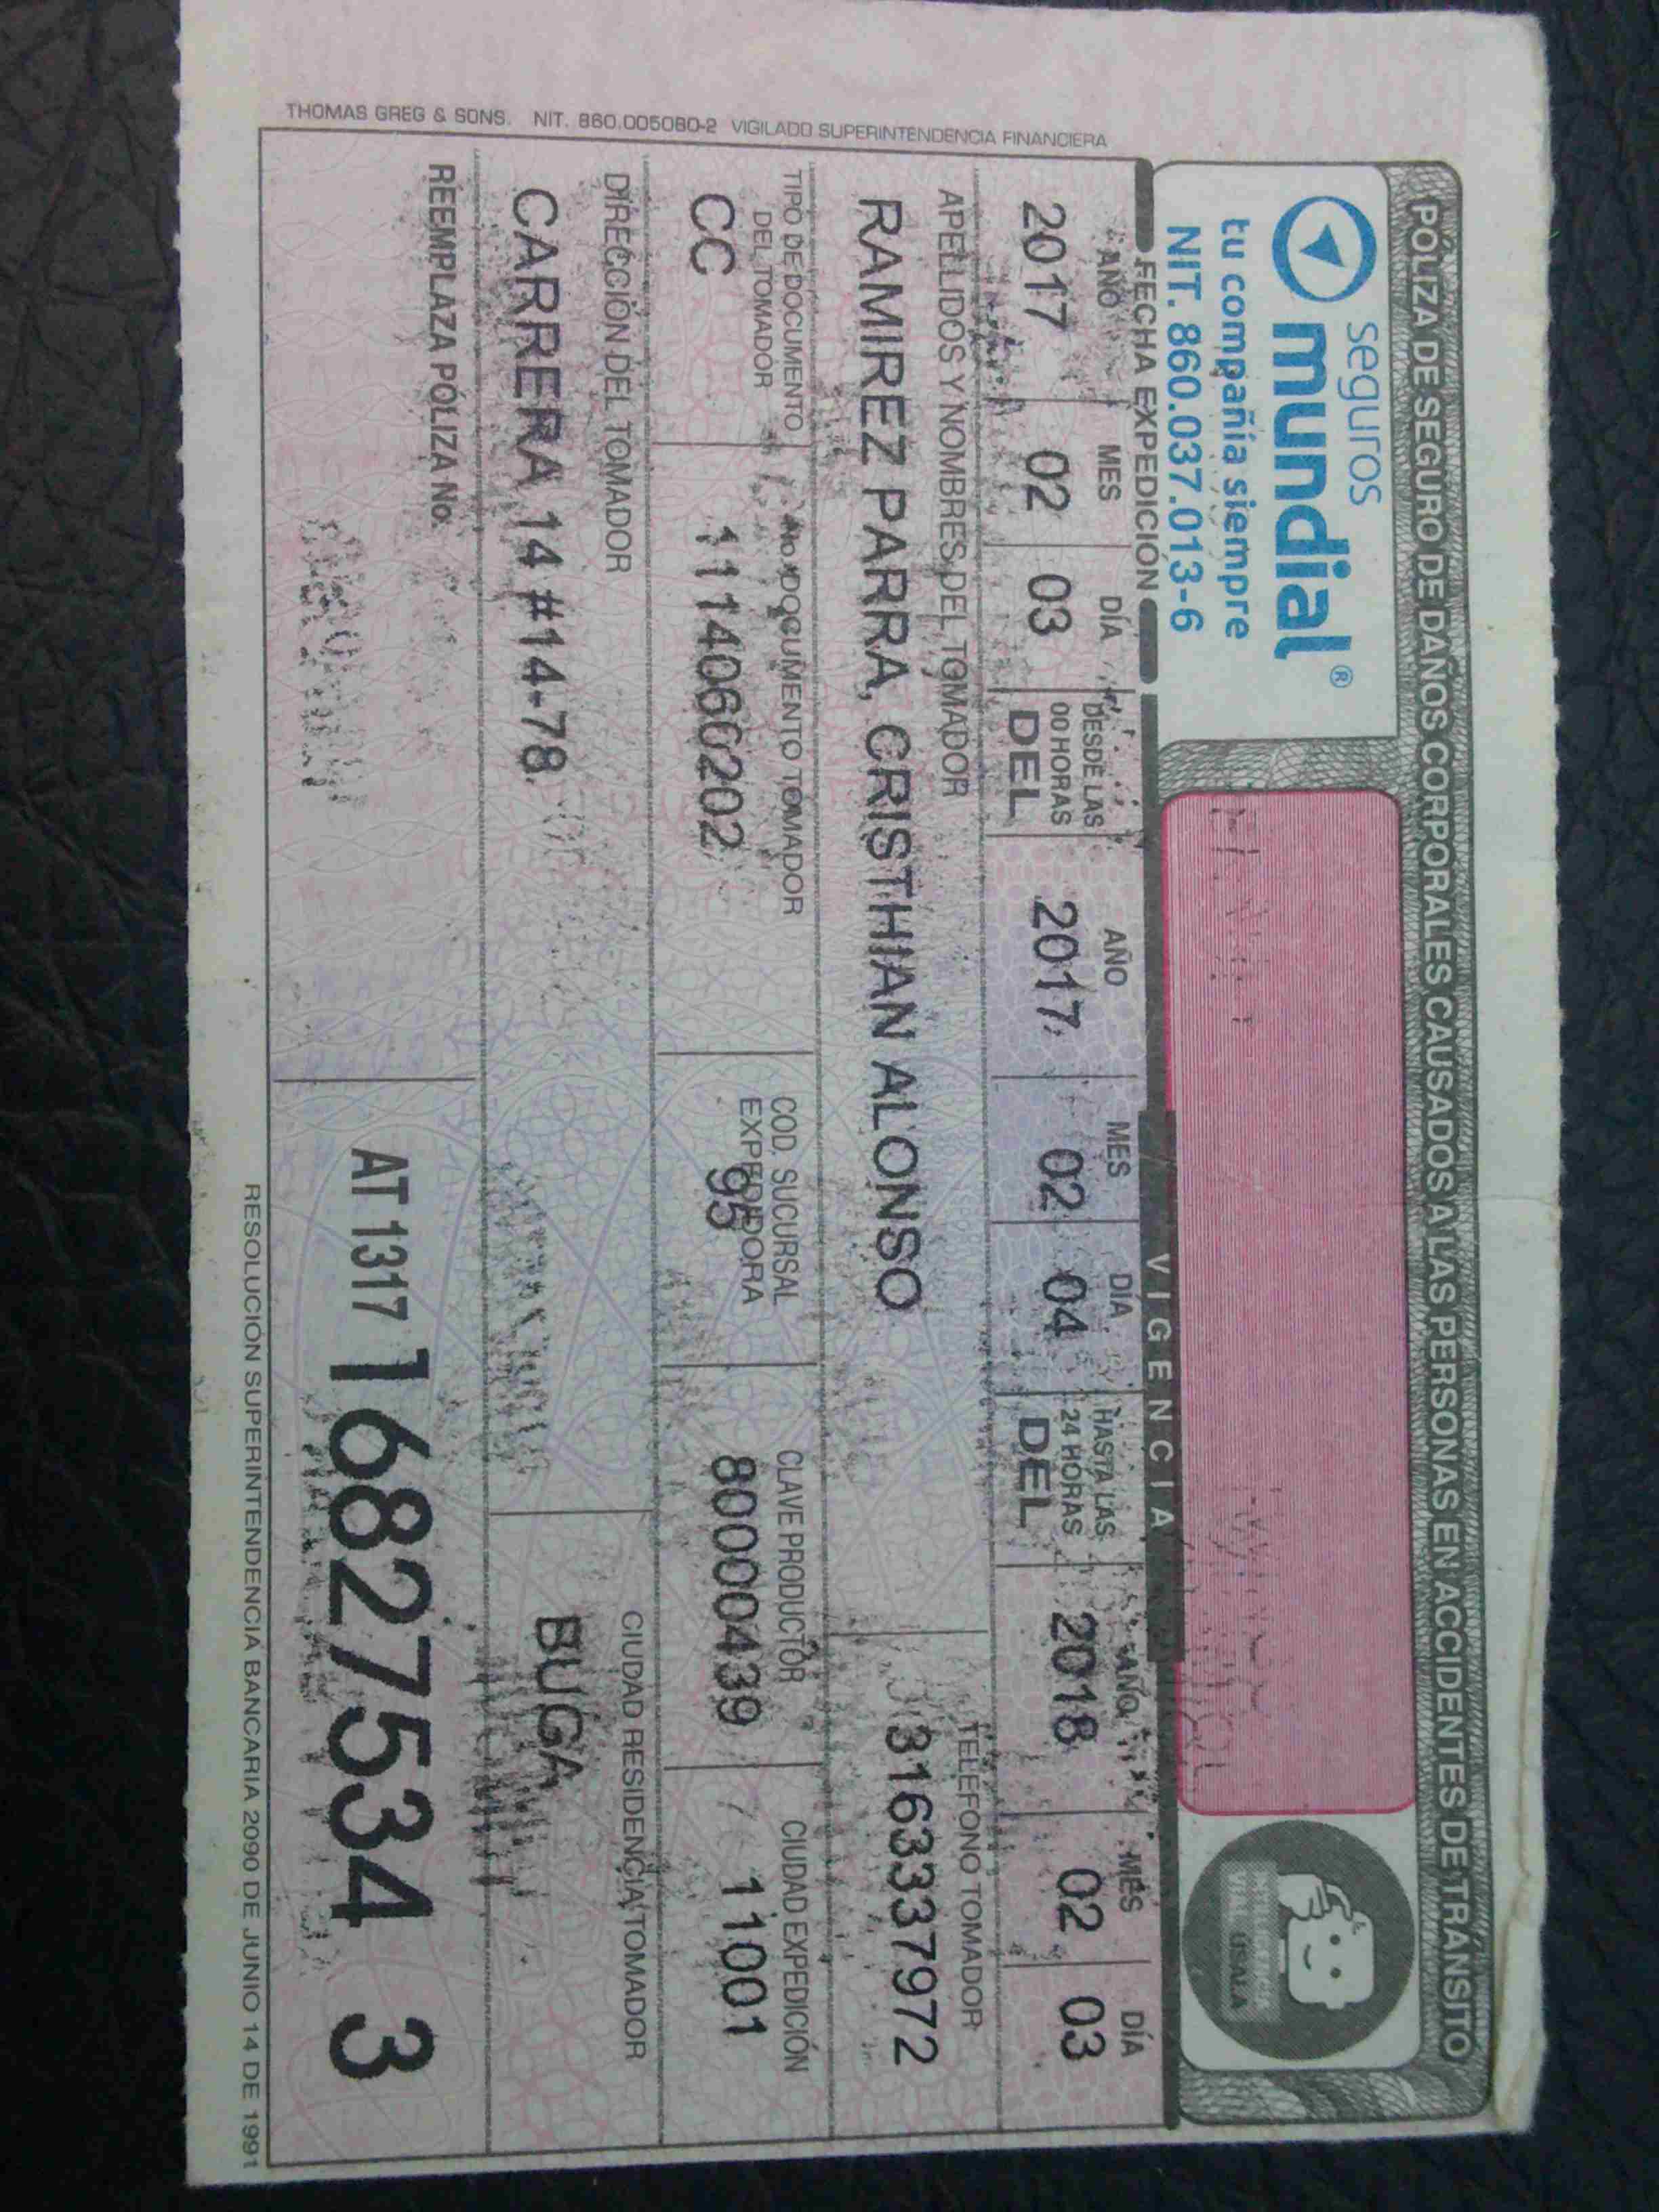 PÓLIZA DE SEGURO DE DAÑOS CORPORALES CAUSADOS A LAS PERSONAS EN ACCIDENTES DE TRÁNSITO
seguros
mundial®
tu compañía siempre
NIT. 860.037.013-6
FECHA EXPEDICIÓN
VIGENCIA
AÑO MES DÍA DESDE LAS 00 HORAS DEL AÑO MES DÍA HASTA LAS 24 HORAS DEL AÑO MES DÍA
2017 02 03 2017 02 04 2018 02 03
APELLIDOS Y NOMBRES DEL TOMADOR TELEFONO TOMADOR
RAMIREZ PARRA, CRISTHIAN ALONSO 3163337972
TIPO DE DOCUMENTO DEL TOMADOR No. DOCUMENTO TOMADOR COD. SUCURSAL EXPEDIDORA CLAVE PRODUCTOR CIUDAD EXPEDICIÓN
CC 1114060202 95 80000439 11001
DIRECCIÓN DEL TOMADOR CIUDAD RESIDENCIA TOMADOR
CARRERA 14 #14-78 BUGA
REEMPLAZA PÓLIZA No.
AT 1317 16827534 3
THOMAS GREG & SONS. NIT. 860.005080-2 VIGILADO SUPERINTENDENCIA FINANCIERA
RESOLUCIÓN SUPERINTENDENCIA BANCARIA 2090 DE JUNIO 14 DE 1991